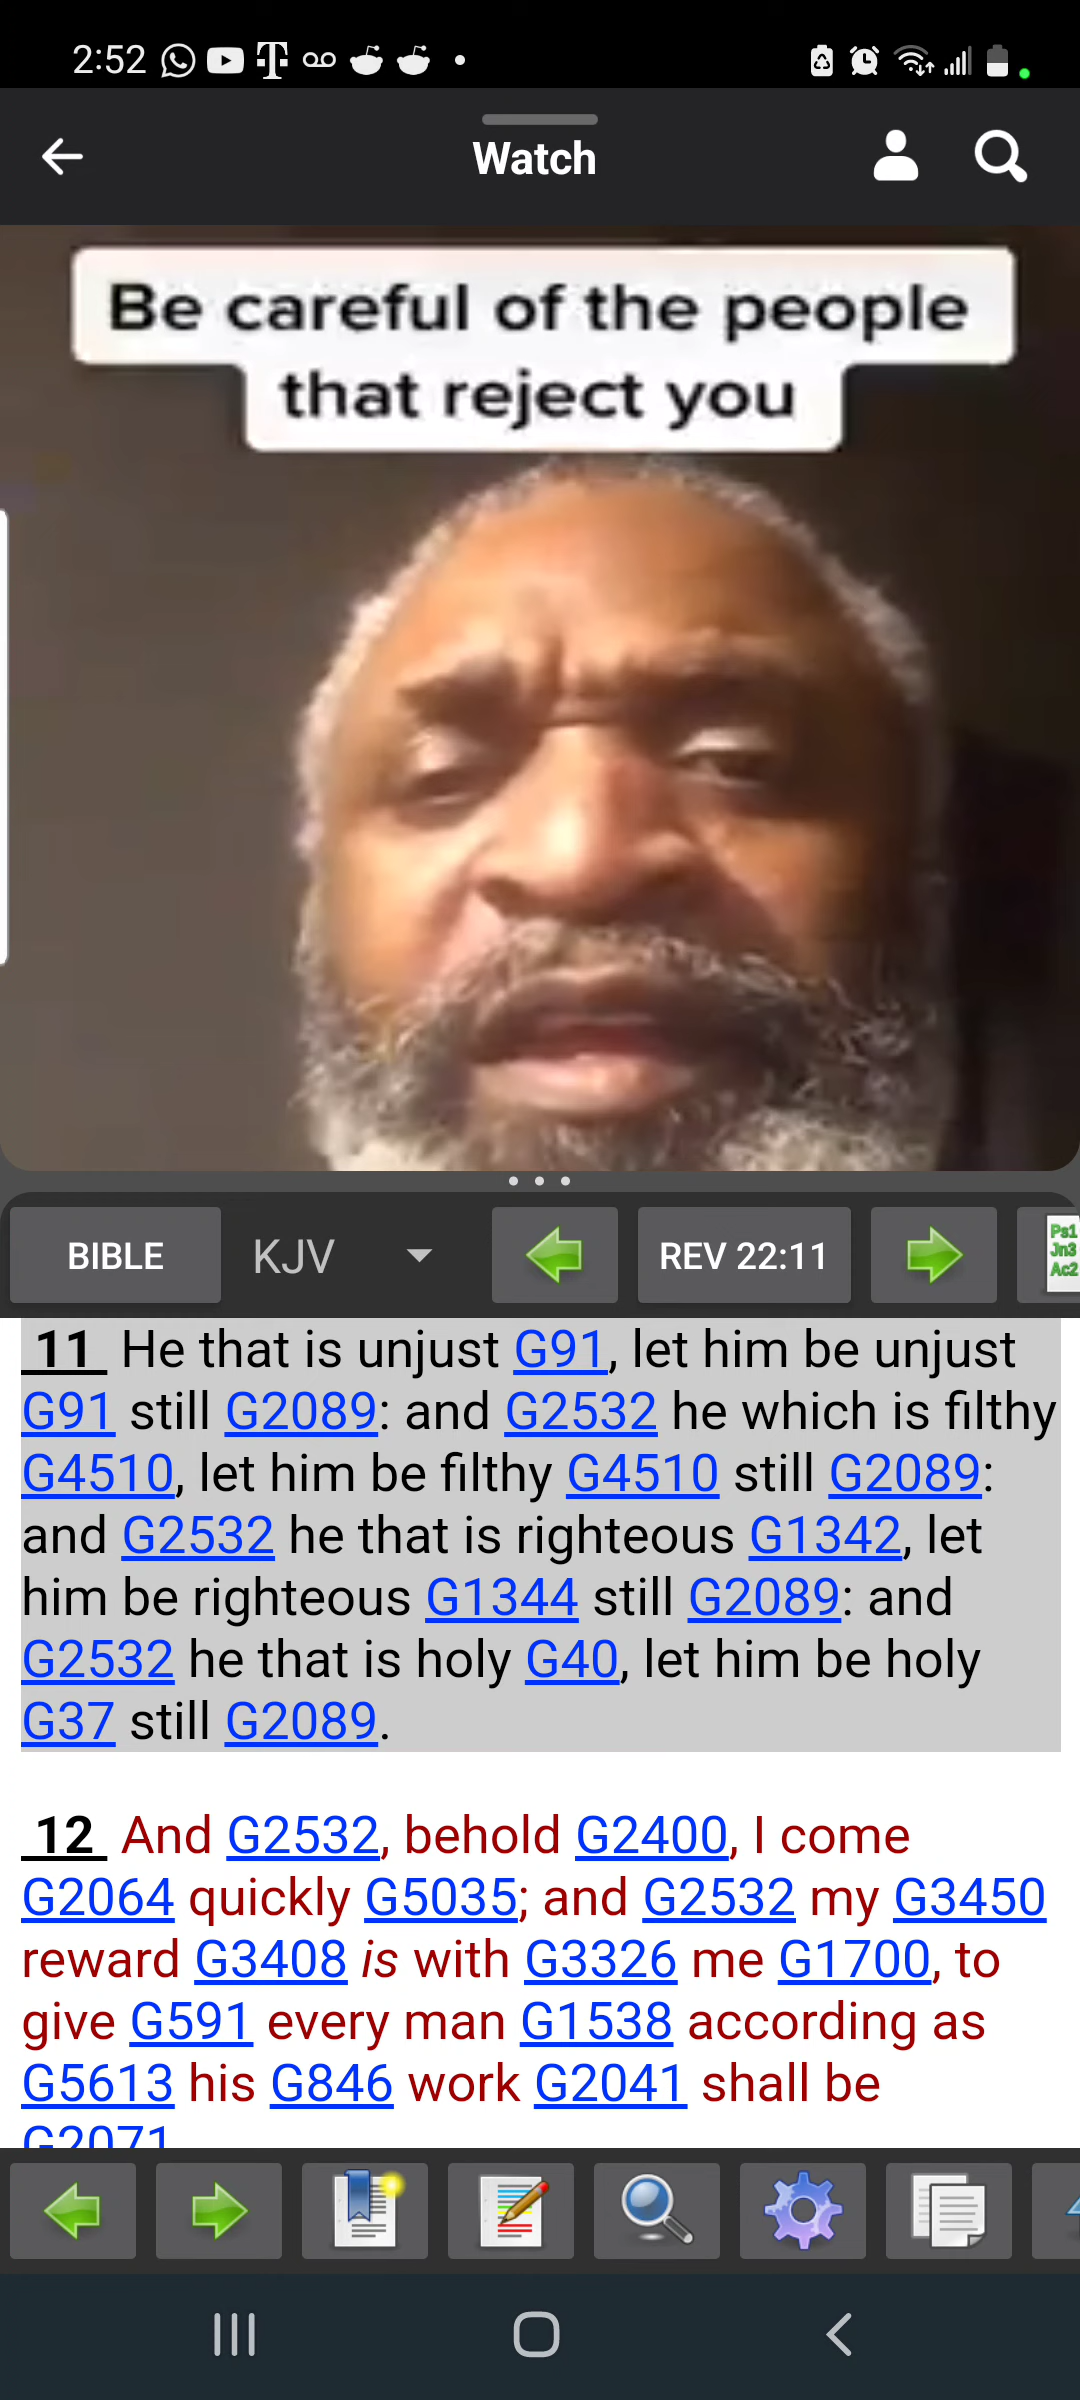 2:52
Watch
Be careful of the people
that reject you
BIBLE KJV REV 22:11 Ps1
Jn3
Ac2
11 He that is unjust G91, let him be unjust
G91 still G2089: and G2532 he which is filthy
G4510, let him be filthy G4510 still G2089:
and G2532 he that is righteous G1342, let
him be righteous G1344 still G2089: and
G2532 he that is holy G40, let him be holy
G37 still G2089.
12 And G2532, behold G2400, I come
G2064 quickly G5035; and G2532 my G3450
reward G3408 is with G3326 me G1700, to
give G591 every man G1538 according as
G5613 his G846 work G2041 shall be
G2071